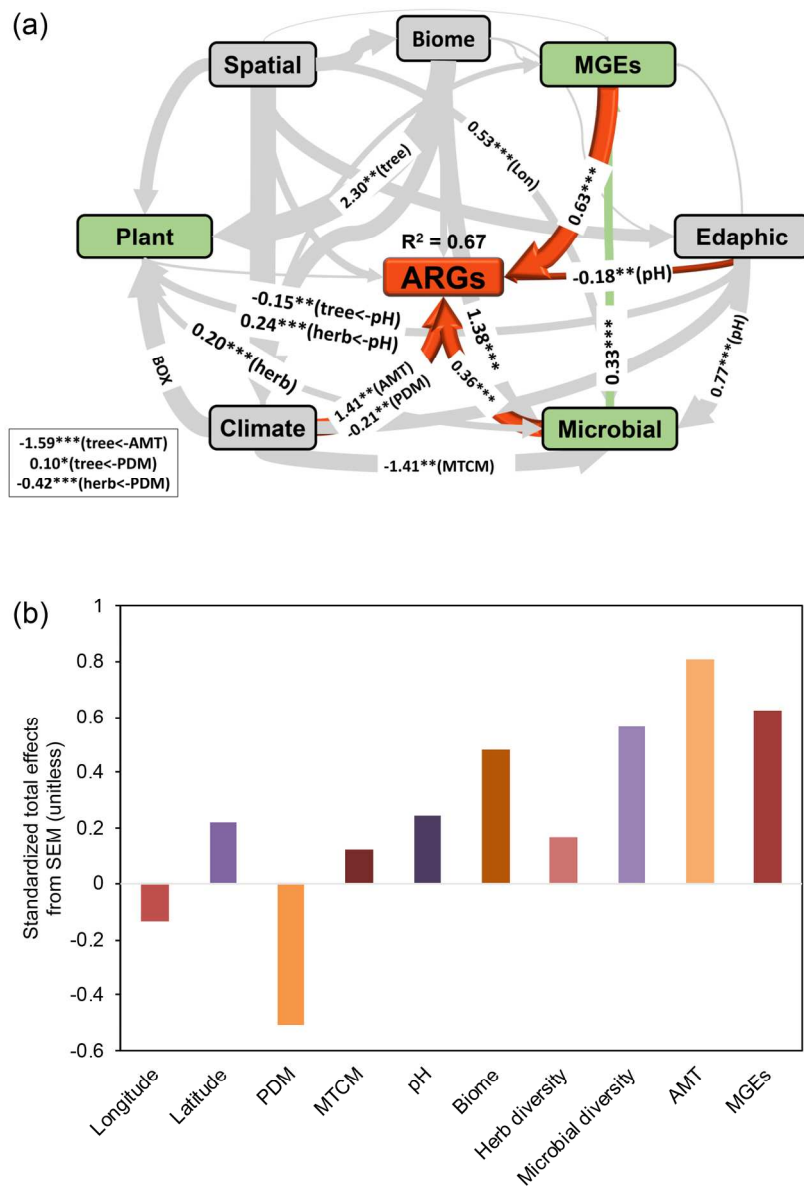 (a)
Biome
Spatial
MGEs
0.53***(Lon)
2.30**(tree)
0.63***
Plant
R² = 0.67
Edaphic
ARGs
-0.18**(pH)
-0.15**(tree<-pH)
0.24***(herb<-pH)
1.38***
0.33***
0.77***(pH)
0.20***(herb)
BOX
0.36***
1.41**(AMT)
-0.21**(PDM)
Climate
Microbial
-1.59***(tree<-AMT)
0.10*(tree<-PDM)
-0.42***(herb<-PDM)
-1.41**(MTCM)
(b)
Standardized total effects
from SEM (unitless)
1
0.8
0.6
0.4
0.2
0
-0.2
-0.4
-0.6
Longitude
Latitude
PDM
MTCM
pH
Biome
Herb diversity
Microbial diversity
AMT
MGEs